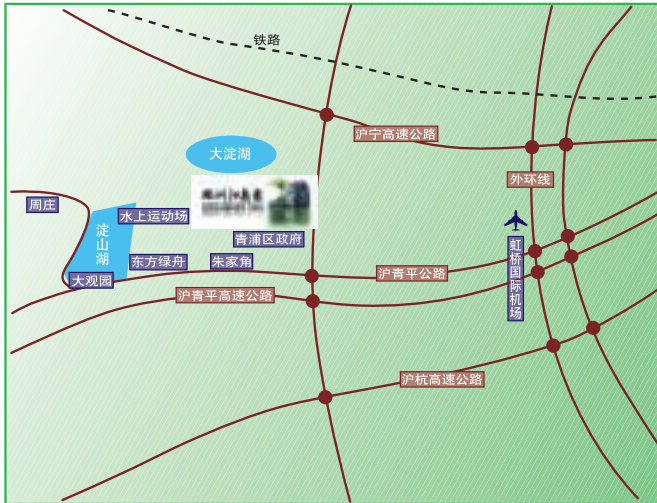 铁路
沪宁高速公路
大淀湖
外环线
周庄
水上运动场
淀山湖
青浦区政府
东方绿舟
朱家角
虹桥国际机场
沪青平公路
大观园
沪青平高速公路
沪杭高速公路